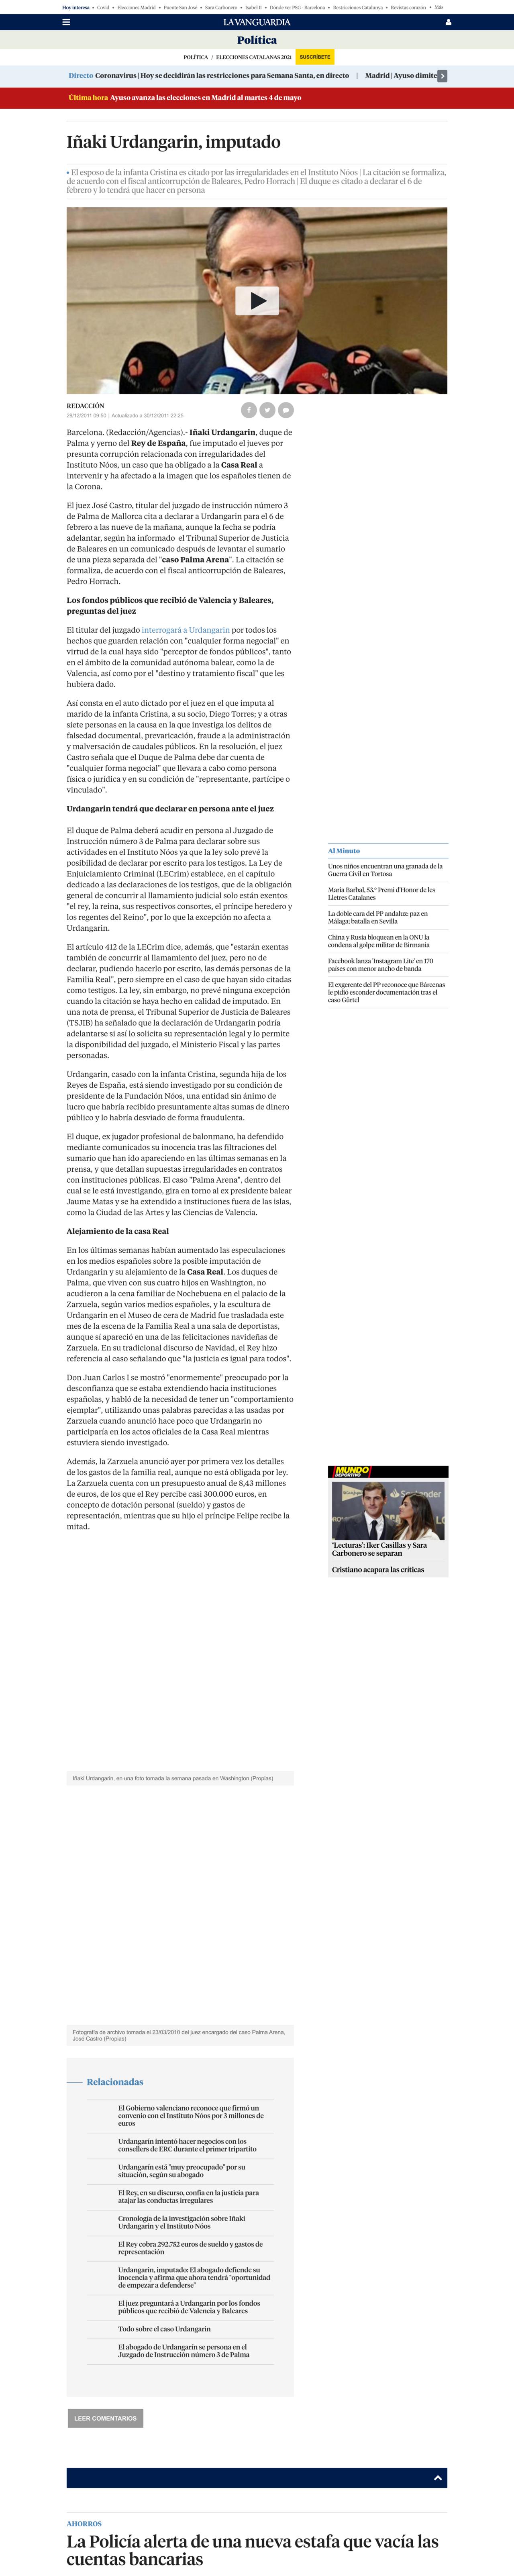 Hoy interesa • Covid • Elecciones Madrid • Puente San José • Sara Carbonero • Isabel II • Dónde ver PSG - Barcelona • Restricciones Catalunya • Revistas corazón • Más
LAVANGUARDIA
Política
POLÍTICA / ELECCIONES CATALANAS 2021 SUSCRÍBETE
Directo Coronavirus | Hoy se decidirán las restricciones para Semana Santa, en directo | Madrid | Ayuso dimite
Última hora Ayuso avanza las elecciones en Madrid al martes 4 de mayo
Iñaki Urdangarin, imputado
• El esposo de la infanta Cristina es citado por las irregularidades en el Instituto Nóos | La citación se formaliza,
de acuerdo con el fiscal anticorrupción de Baleares, Pedro Horrach | El duque es citado a declarar el 6 de
febrero y lo tendrá que hacer en persona
REDACCIÓN
29/12/2011 09:50 | Actualizado a 30/12/2011 22:25
Barcelona. (Redacción/Agencias).- Iñaki Urdangarin, duque de
Palma y yerno del Rey de España, fue imputado el jueves por
presunta corrupción relacionada con irregularidades del
Instituto Nóos, un caso que ha obligado a la Casa Real a
intervenir y ha afectado a la imagen que los españoles tienen de
la Corona.
El juez José Castro, titular del juzgado de instrucción número 3
de Palma de Mallorca cita a declarar a Urdangarin para el 6 de
febrero a las nueve de la mañana, aunque la fecha se podría
adelantar, según ha informado el Tribunal Superior de Justicia
de Baleares en un comunicado después de levantar el sumario
de una pieza separada del "caso Palma Arena". La citación se
formaliza, de acuerdo con el fiscal anticorrupción de Baleares,
Pedro Horrach.
Los fondos públicos que recibió de Valencia y Baleares,
preguntas del juez
El titular del juzgado interrogará a Urdangarin por todos los
hechos que guarden relación con "cualquier forma negocial" en
virtud de la cual haya sido "perceptor de fondos públicos", tanto
en el ámbito de la comunidad autónoma balear, como la de
Valencia, así como por el "destino y tratamiento fiscal" que les
hubiera dado.
Así consta en el auto dictado por el juez en el que imputa al
marido de la infanta Cristina, a su socio, Diego Torres; y a otras
siete personas en la causa en la que investiga los delitos de
falsedad documental, prevaricación, fraude a la administración
y malversación de caudales públicos. En la resolución, el juez
Castro señala que el Duque de Palma debe dar cuenta de
"cualquier forma negocial" que llevara a cabo como persona
física o jurídica y en su condición de "representante, partícipe o
vinculado".
Urdangarin tendrá que declarar en persona ante el juez
El duque de Palma deberá acudir en persona al Juzgado de
Instrucción número 3 de Palma para declarar sobre sus
actividades en el Instituto Nóos ya que la ley solo prevé la
posibilidad de declarar por escrito para los testigos. La Ley de
Enjuiciamiento Criminal (LECrim) establece, en el capítulo
dedicado a las declaraciones de los testigos, que de la obligación
general de concurrir al llamamiento judicial solo están exentos
"el rey, la reina, sus respectivos consortes, el príncipe heredero y
los regentes del Reino", por lo que la excepción no afecta a
Urdangarin.
El artículo 412 de la LECrim dice, además, que "estarán exentas
también de concurrir al llamamiento del juez, pero no de
declarar, pudiendo hacerlo por escrito, las demás personas de la
Familia Real", pero siempre en el caso de que hayan sido citadas
como testigos. La ley, sin embargo, no prevé ninguna excepción
cuando la citación se haya hecho en calidad de imputado. En
una nota de prensa, el Tribunal Superior de Justicia de Baleares
(TSJIB) ha señalado que la declaración de Urdangarin podría
adelantarse si así lo solicita su representación legal y lo permite
la disponibilidad del juzgado, el Ministerio Fiscal y las partes
personadas.
Urdangarin, casado con la infanta Cristina, segunda hija de los
Reyes de España, está siendo investigado por su condición de
presidente de la Fundación Nóos, una entidad sin ánimo de
lucro que habría recibido presuntamente altas sumas de dinero
público y lo habría desviado de forma fraudulenta.
El duque, ex jugador profesional de balonmano, ha defendido
mediante comunicados su inocencia tras las filtraciones del
sumario que han ido apareciendo en las últimas semanas en la
prensa, y que detallan supuestas irregularidades en contratos
con instituciones públicas. El caso "Palma Arena", dentro del
cual se le está investigando, gira en torno al ex presidente balear
Jaume Matas y se ha extendido a instituciones fuera de las islas,
como la Ciudad de las Artes y las Ciencias de Valencia.
Alejamiento de la casa Real
En los últimas semanas habían aumentado las especulaciones
en los medios españoles sobre la posible imputación de
Urdangarin y su alejamiento de la Casa Real. Los duques de
Palma, que viven con sus cuatro hijos en Washington, no
acudieron a la cena familiar de Nochebuena en el palacio de la
Zarzuela, según varios medios españoles, y la escultura de
Urdangarin en el Museo de cera de Madrid fue trasladada este
mes de la escena de la Familia Real a una sala de deportistas,
aunque sí apareció en una de las felicitaciones navideñas de
Zarzuela. En su tradicional discurso de Navidad, el Rey hizo
referencia al caso señalando que "la justicia es igual para todos".
Don Juan Carlos I se mostró "enormemente" preocupado por la
desconfianza que se estaba extendiendo hacia instituciones
españolas, y habló de la necesidad de tener un "comportamiento
ejemplar", utilizando unas palabras parecidas a las usadas por
Zarzuela cuando anunció hace poco que Urdangarin no
participaría en los actos oficiales de la Casa Real mientras
estuviera siendo investigado.
Además, la Zarzuela anunció ayer por primera vez los detalles
de los gastos de la familia real, aunque no está obligada por ley.
La Zarzuela cuenta con un presupuesto anual de 8,43 millones
de euros, de los que el Rey percibe casi 300.000 euros, en
concepto de dotación personal (sueldo) y gastos de
representación, mientras que su hijo el príncipe Felipe recibe la
mitad.
Al Minuto
Unos niños encuentran una granada de la
Guerra Civil en Tortosa
Maria Barbal, 53.º Premi d'Honor de les
Lletres Catalanes
La doble cara del PP andaluz: paz en
Málaga; batalla en Sevilla
China y Rusia bloquean en la ONU la
condena al golpe militar de Birmania
Facebook lanza 'Instagram Lite' en 170
países con menor ancho de banda
El exgerente del PP reconoce que Bárcenas
le pidió esconder documentación tras el
caso Gürtel
MUNDO
DEPORTIVO
Santander
'Lecturas': Iker Casillas y Sara
Carbonero se separan
Cristiano acapara las críticas
Iñaki Urdangarin, en una foto tomada la semana pasada en Washington (Propias)
Fotografía de archivo tomada el 23/03/2010 del juez encargado del caso Palma Arena,
José Castro (Propias)
Relacionadas
El Gobierno valenciano reconoce que firmó un
convenio con el Instituto Nóos por 3 millones de
euros
Urdangarin intentó hacer negocios con los
consellers de ERC durante el primer tripartito
Urdangarin está "muy preocupado" por su
situación, según su abogado
El Rey, en su discurso, confía en la justicia para
atajar las conductas irregulares
Cronología de la investigación sobre Iñaki
Urdangarin y el Instituto Nóos
El Rey cobra 292.752 euros de sueldo y gastos de
representación
Urdangarin, imputado: El abogado defiende su
inocencia y afirma que ahora tendrá "oportunidad
de empezar a defenderse"
El juez preguntará a Urdangarin por los fondos
públicos que recibió de Valencia y Baleares
Todo sobre el caso Urdangarin
El abogado de Urdangarin se persona en el
Juzgado de Instrucción número 3 de Palma
LEER COMENTARIOS
AHORROS
La Policía alerta de una nueva estafa que vacía las
cuentas bancarias